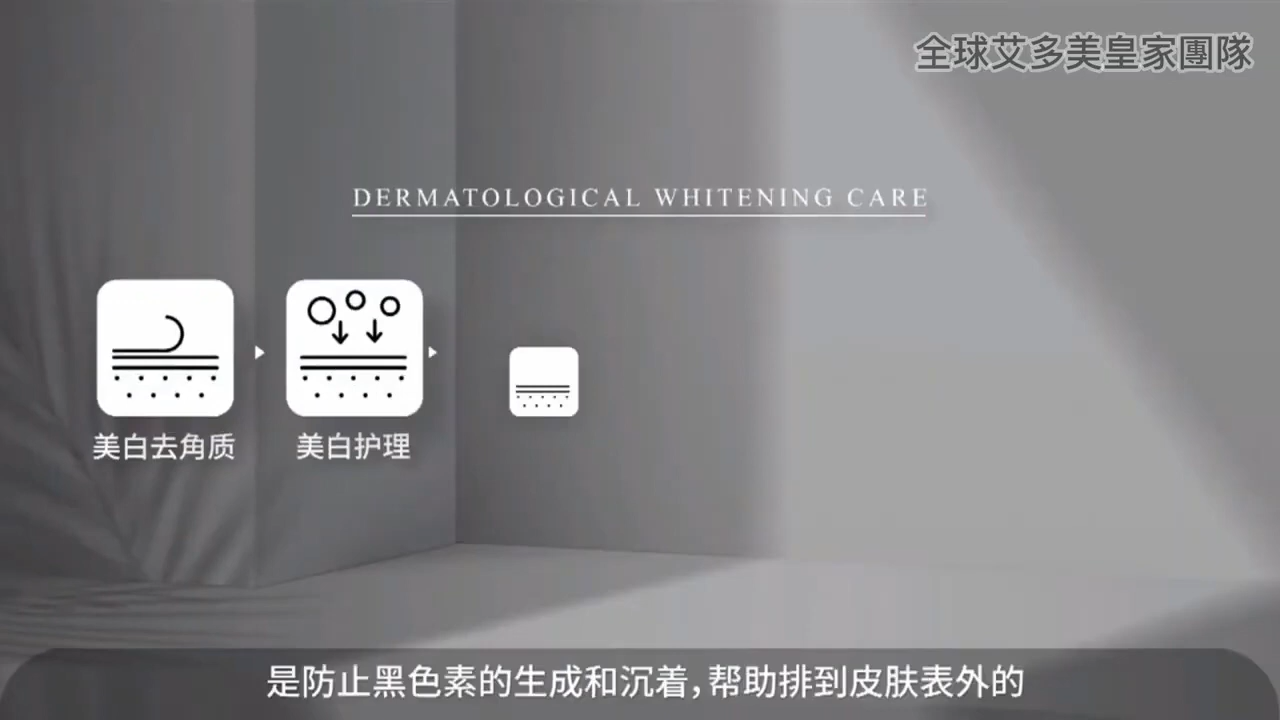 全球艾多美皇家團隊
DERMATOLOGICAL WHITENING CARE
美白去角质
美白护理
是防止黑色素的生成和沉着,帮助排到皮肤表外的